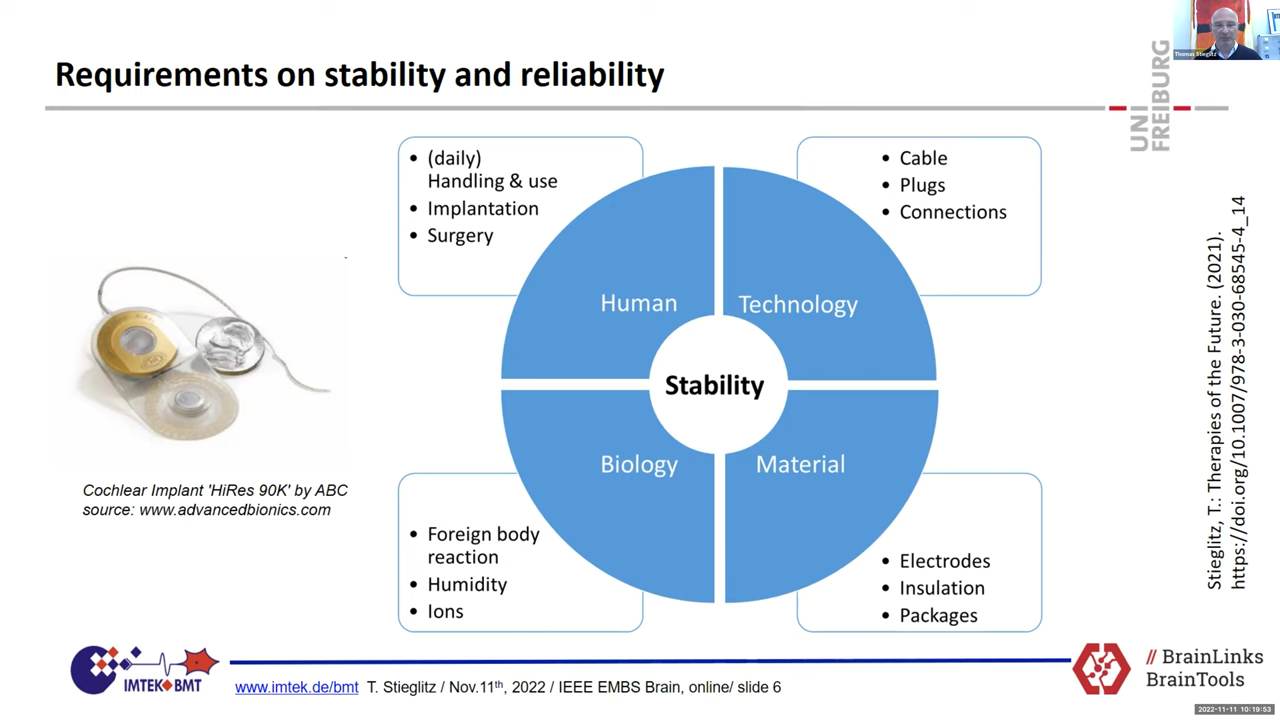 Thomas Stieglitz
Requirements on stability and reliability
UNI
FREIBURG
• (daily)
Handling & use
• Implantation
• Surgery
• Cable
• Plugs
• Connections
Human
Technology
Stability
Biology
Material
Cochlear Implant 'HiRes 90K' by ABC
source: www.advancedbionics.com
• Foreign body
reaction
• Humidity
• Ions
• Electrodes
• Insulation
• Packages
Stieglitz, T.: Therapies of the Future. (2021).
https://doi.org/10.1007/978-3-030-68545-4_14
IMTEK BMT
www.imtek.de/bmt T. Stieglitz / Nov.11th, 2022 / IEEE EMBS Brain, online/ slide 6
// BrainLinks
BrainTools
2022-11-11 10:19:53